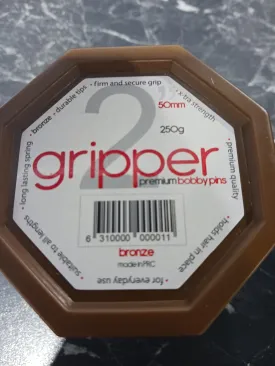 • firm and secure grip
• x-tra strength
• premium quality
• holds hair in place
• for everyday use
• suitable to all lengths
• long lasting spring
• bronze
• durable tips
2
50mm
250g
gripper
premium bobby pins
6 310000 000011
bronze
made in PRC